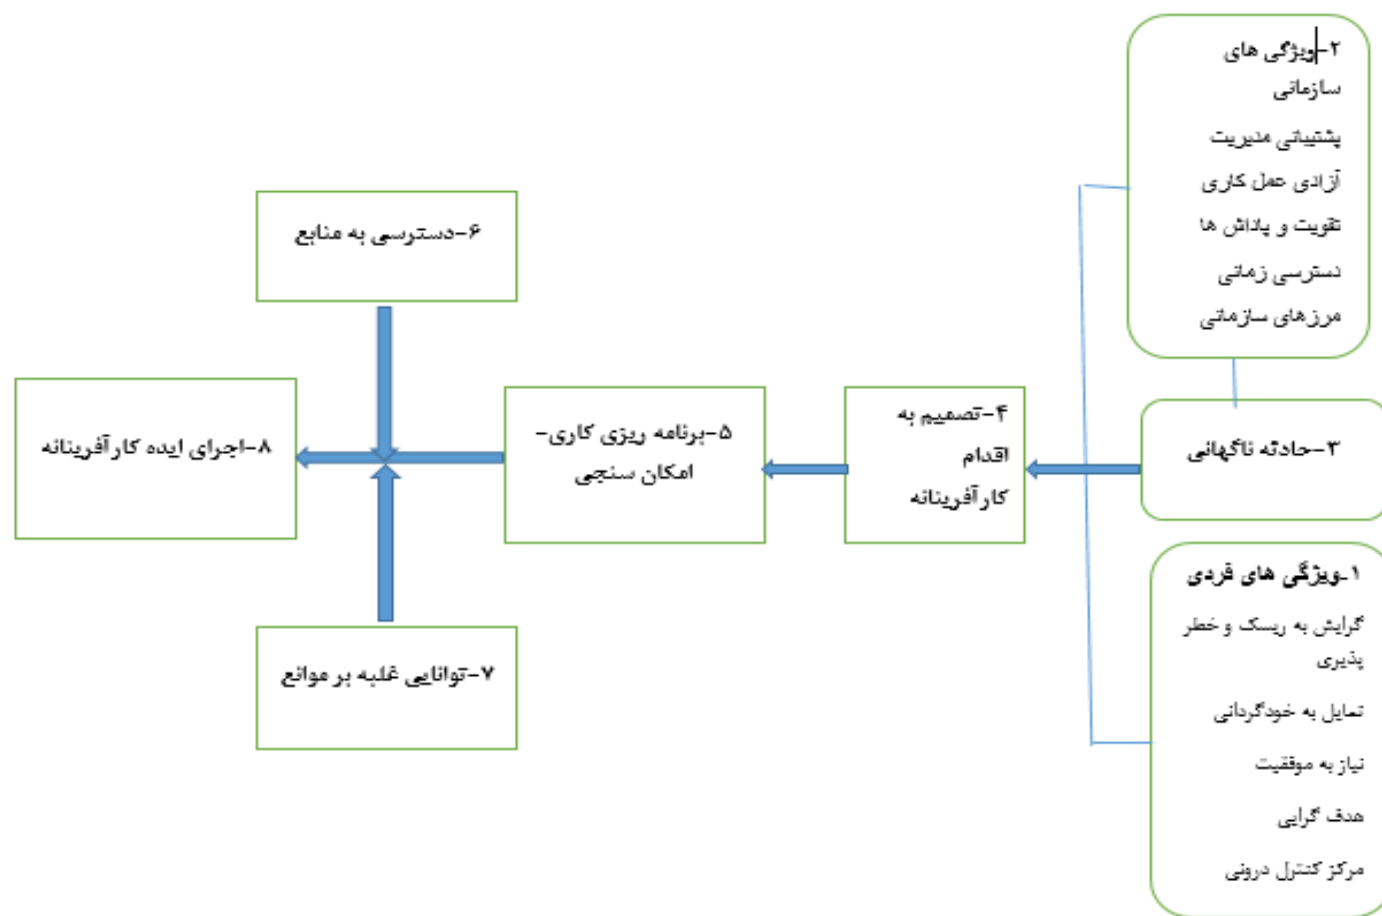 ۲-ویژگی های
سازمانی
پشتیبانی مدیریت
آزادی عمل کاری
تقویت و پاداش ها
دسترسی زمانی
مرزهای سازمانی
۳-حادثه ناگهانی
۱-ویژگی های فردی
گرایش به ریسک و خطر
پذیری
تمایل به خودگردانی
نیاز به موفقیت
هدف گرایی
مرکز کنترل درونی
۴-تصمیم به
اقدام
کارآفرینانه
۵-برنامه ریزی کاری-
امکان سنجی
۶-دسترسی به منابع
۷-توانایی غلبه بر موانع
۸-اجرای ایده کارآفرینانه